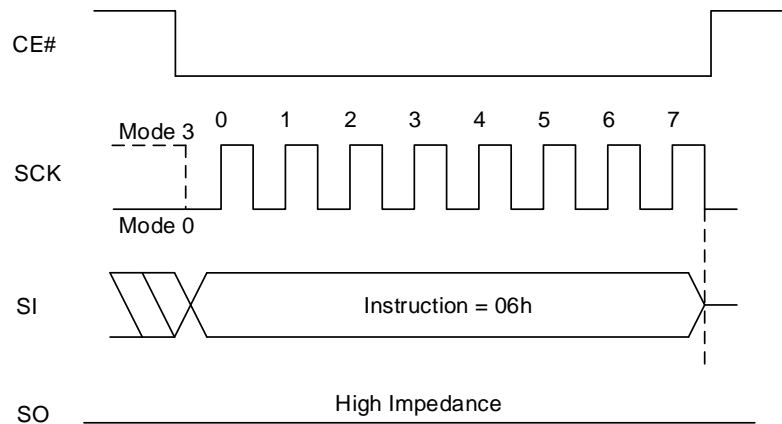 CE#
0 1 2 3 4 5 6 7
Mode 3
SCK
Mode 0
SI
Instruction = 06h
High Impedance
SO